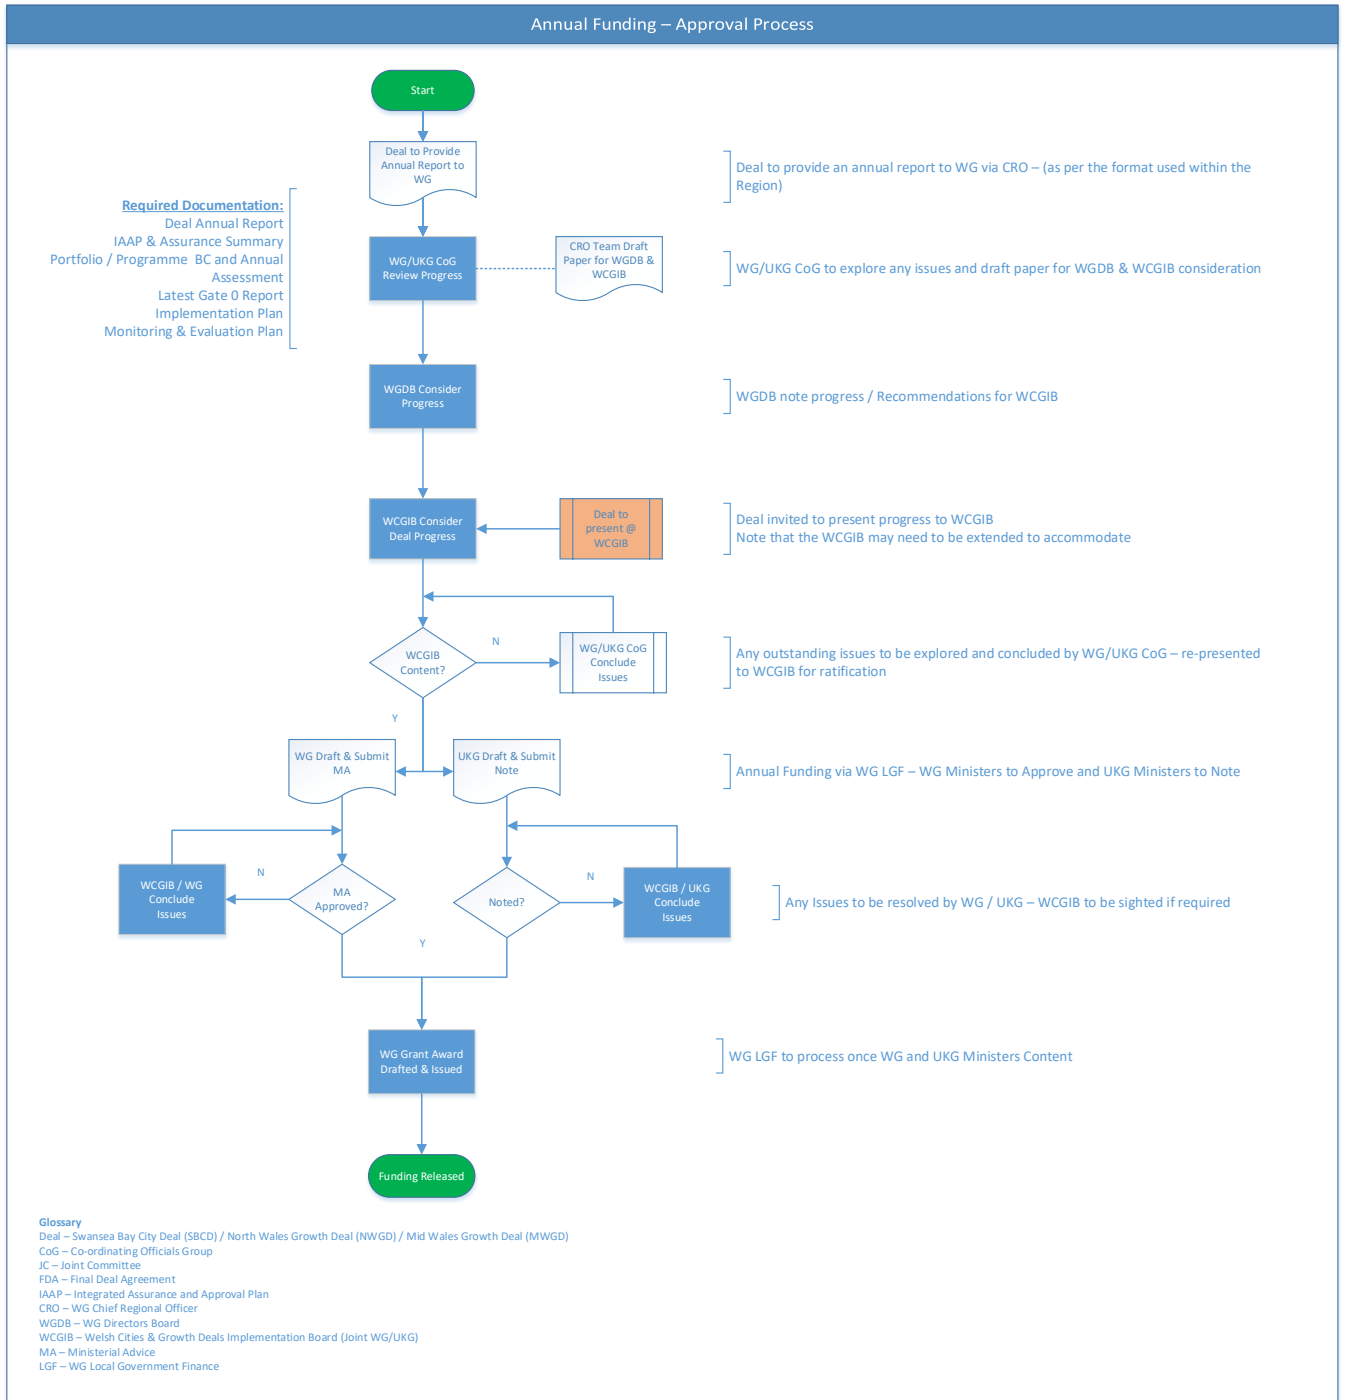 Annual Funding – Approval Process
Start
Deal to Provide
Annual Report to
WG
Deal to provide an annual report to WG via CRO – (as per the format used within the
Region)
Required Documentation:
Deal Annual Report
IAAP & Assurance Summary
Portfolio / Programme  BC and Annual
Assessment
Latest Gate 0 Report
Implementation Plan
Monitoring & Evaluation Plan
WG/UKG CoG
Review Progress
CRO Team Draft
Paper for WGDB &
WCGIB
WG/UKG CoG to explore any issues and draft paper for WGDB & WCGIB consideration
WGDB Consider
Progress
WGDB note progress / Recommendations for WCGIB
WCGIB Consider
Deal Progress
Deal to
present @
WCGIB
Deal invited to present progress to WCGIB
Note that the WCGIB may need to be extended to accommodate
WCGIB
Content?
N
WG/UKG CoG
Conclude
Issues
Any outstanding issues to be explored and concluded by WG/UKG CoG – re-presented
to WCGIB for ratification
Y
WG Draft & Submit
MA
UKG Draft & Submit
Note
Annual Funding via WG LGF – WG Ministers to Approve and UKG Ministers to Note
WCGIB / WG
Conclude
Issues
N
MA
Approved?
Noted?
N
WCGIB / UKG
Conclude
Issues
Any Issues to be resolved by WG / UKG – WCGIB to be sighted if required
Y
WG Grant Award
Drafted & Issued
WG LGF to process once WG and UKG Ministers Content
Funding Released
Glossary
Deal – Swansea Bay City Deal (SBCD) / North Wales Growth Deal (NWGD) / Mid Wales Growth Deal (MWGD)
CoG – Co-ordinating Officials Group
JC – Joint Committee
FDA – Final Deal Agreement
IAAP – Integrated Assurance and Approval Plan
CRO – WG Chief Regional Officer
WGDB – WG Directors Board
WCGIB – Welsh Cities & Growth Deals Implementation Board (Joint WG/UKG)
MA – Ministerial Advice
LGF – WG Local Government Finance